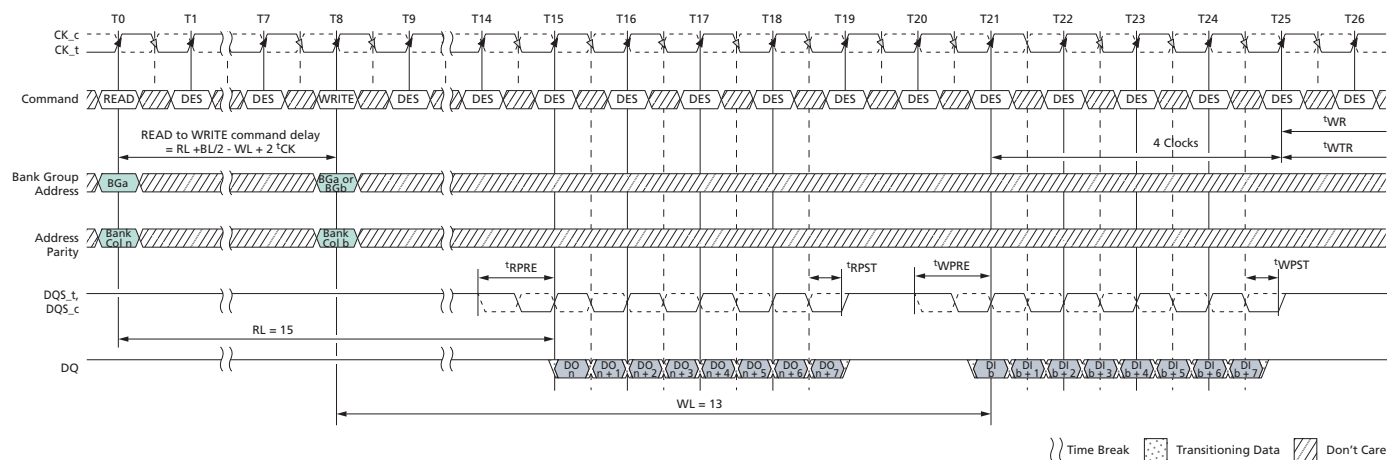 T0 T1 T7 T8 T9 T14 T15 T16 T17 T18 T19 T20 T21 T22 T23 T24 T25 T26
CK_c
CK_t
Command READ DES DES WRITE DES DES DES DES DES DES DES DES DES DES DES DES DES DES
READ to WRITE command delay
= RL +BL/2 - WL + 2 tCK
4 Clocks
tWR
tWTR
Bank Group
Address
BGa
BGa or
BGb
Address
Parity
Bank
Col n
Bank
Col b
tRPRE
tRPST
tWPRE
tWPST
DQS_t,
DQS_c
RL = 15
DQ
DO
n
DO
n + 1
DO
n + 2
DO
n + 3
DO
n + 4
DO
n + 5
DO
n + 6
DO
n + 7
DI
b
DI
b + 1
DI
b + 2
DI
b + 3
DI
b + 4
DI
b + 5
DI
b + 6
DI
b + 7
WL = 13
Time Break Transitioning Data Don't Care